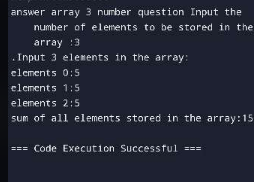 answer array 3 number question Input the
number of elements to be stored in the
array :3
.Input 3 elements in the array:
elements 0:5
elements 1:5
elements 2:5
sum of all elements stored in the array:15
=== Code Execution Successful ===